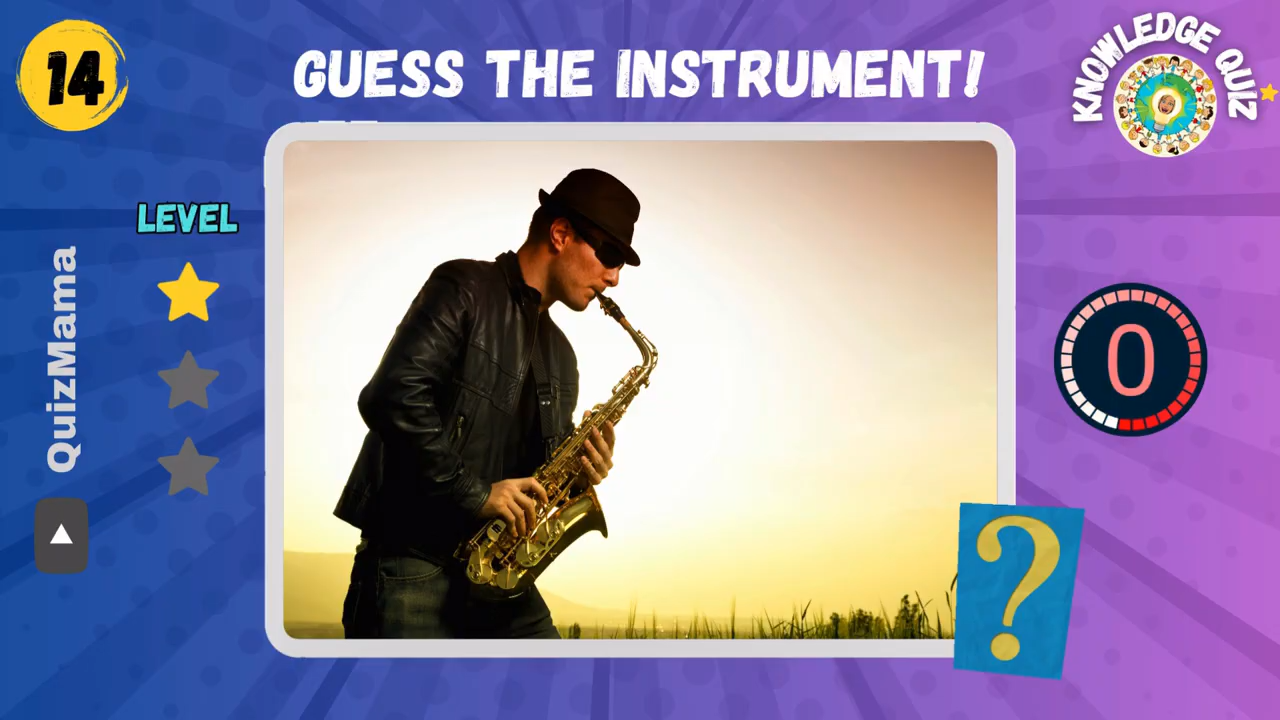 14
GUESS THE INSTRUMENT!
KNOWLEDGE QUIZ
LEVEL
QuizMama
0
?